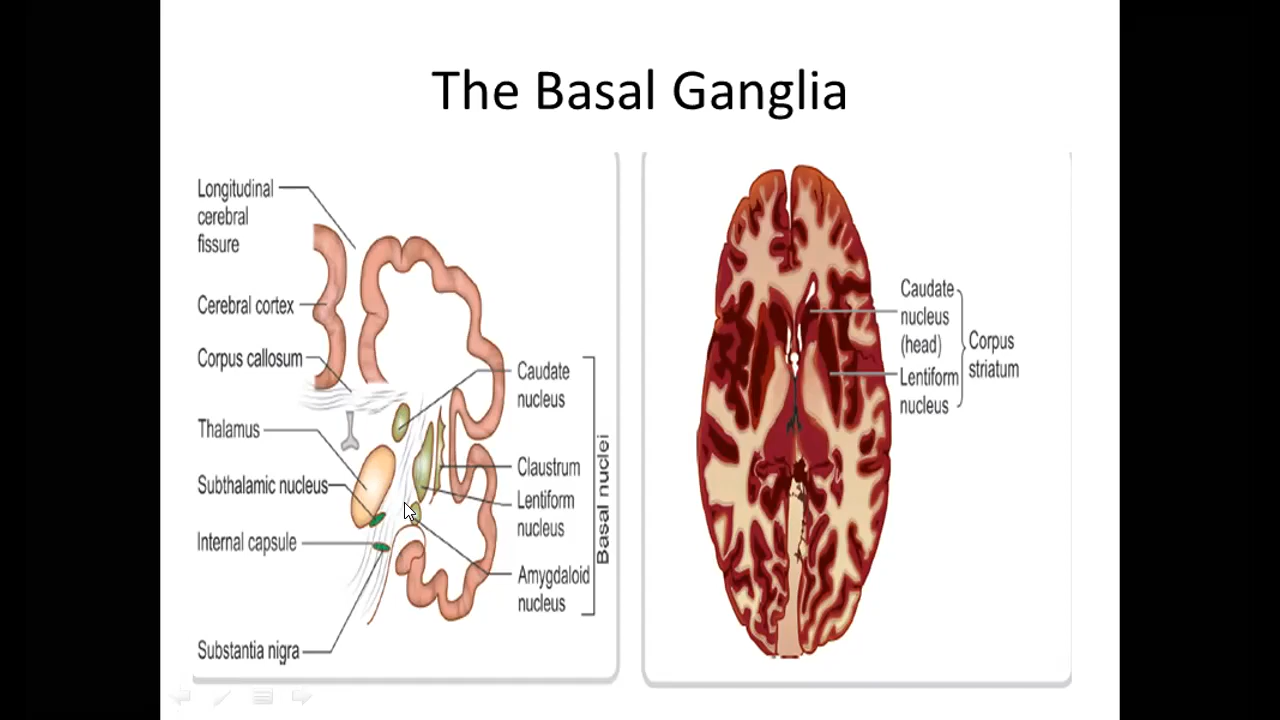 The Basal Ganglia
Longitudinal
cerebral
fissure
Cerebral cortex
Corpus callosum
Thalamus
Subthalamic nucleus
Internal capsule
Substantia nigra
Caudate
nucleus
Claustrum
Lentiform
nucleus
Amygdaloid
nucleus
Basal nuclei
Caudate
nucleus
(head)
Lentiform
nucleus
Corpus
striatum